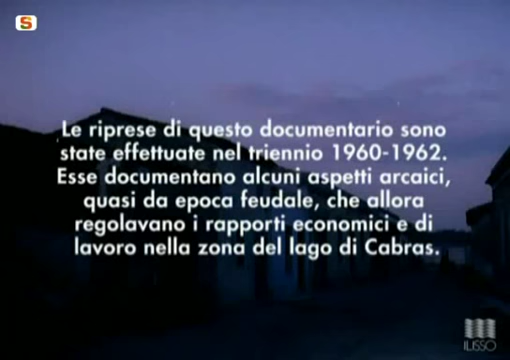 S
Le riprese di questo documentario sono
state effettuate nel triennio 1960-1962.
Esse documentano alcuni aspetti arcaici,
quasi da epoca feudale, che allora
regolavano i rapporti economici e di
lavoro nella zona del lago di Cabras.
ILISSO